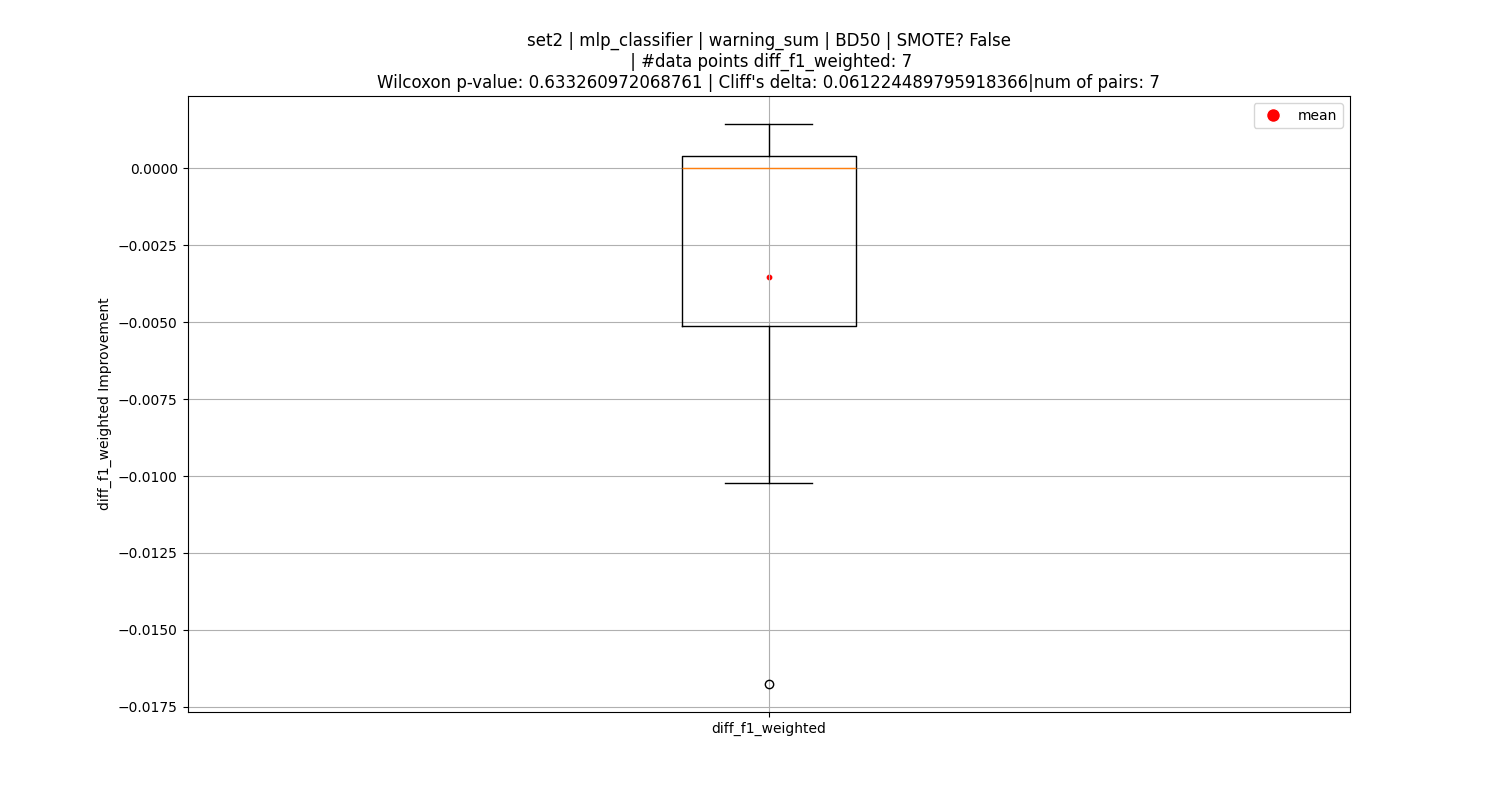 set2 | mlp_classifier | warning_sum | BD50 | SMOTE? False
| #data points diff_f1_weighted: 7
Wilcoxon p-value: 0.633260972068761 | Cliff's delta: 0.061224489795918366|num of pairs: 7
mean
0.0000
−0.0025
−0.0050
−0.0075
−0.0100
−0.0125
−0.0150
−0.0175
diff_f1_weighted Improvement
diff_f1_weighted